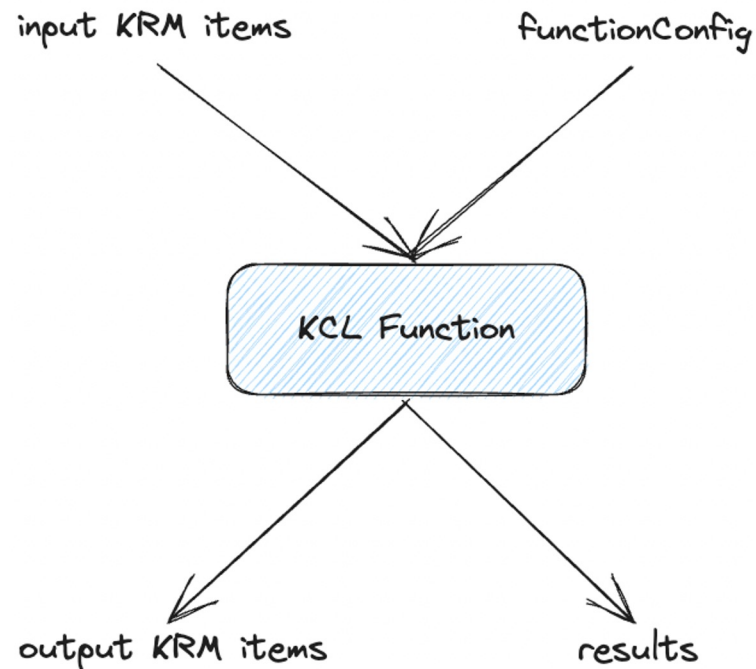 input KRM items
functionConfig
KCL Function
output KRM items
results